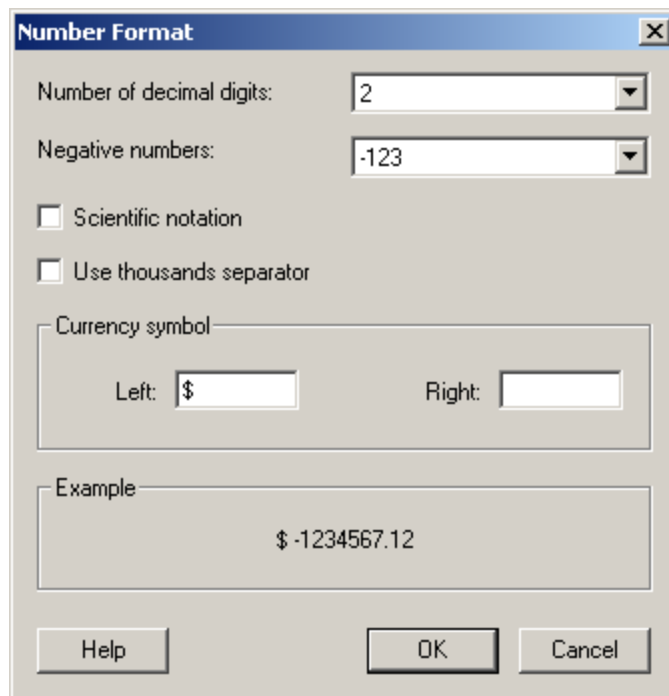 Number Format
Number of decimal digits: 2
Negative numbers: -123
Scientific notation
Use thousands separator
Currency symbol
Left: $ Right:
Example
$ -1234567.12
Help OK Cancel